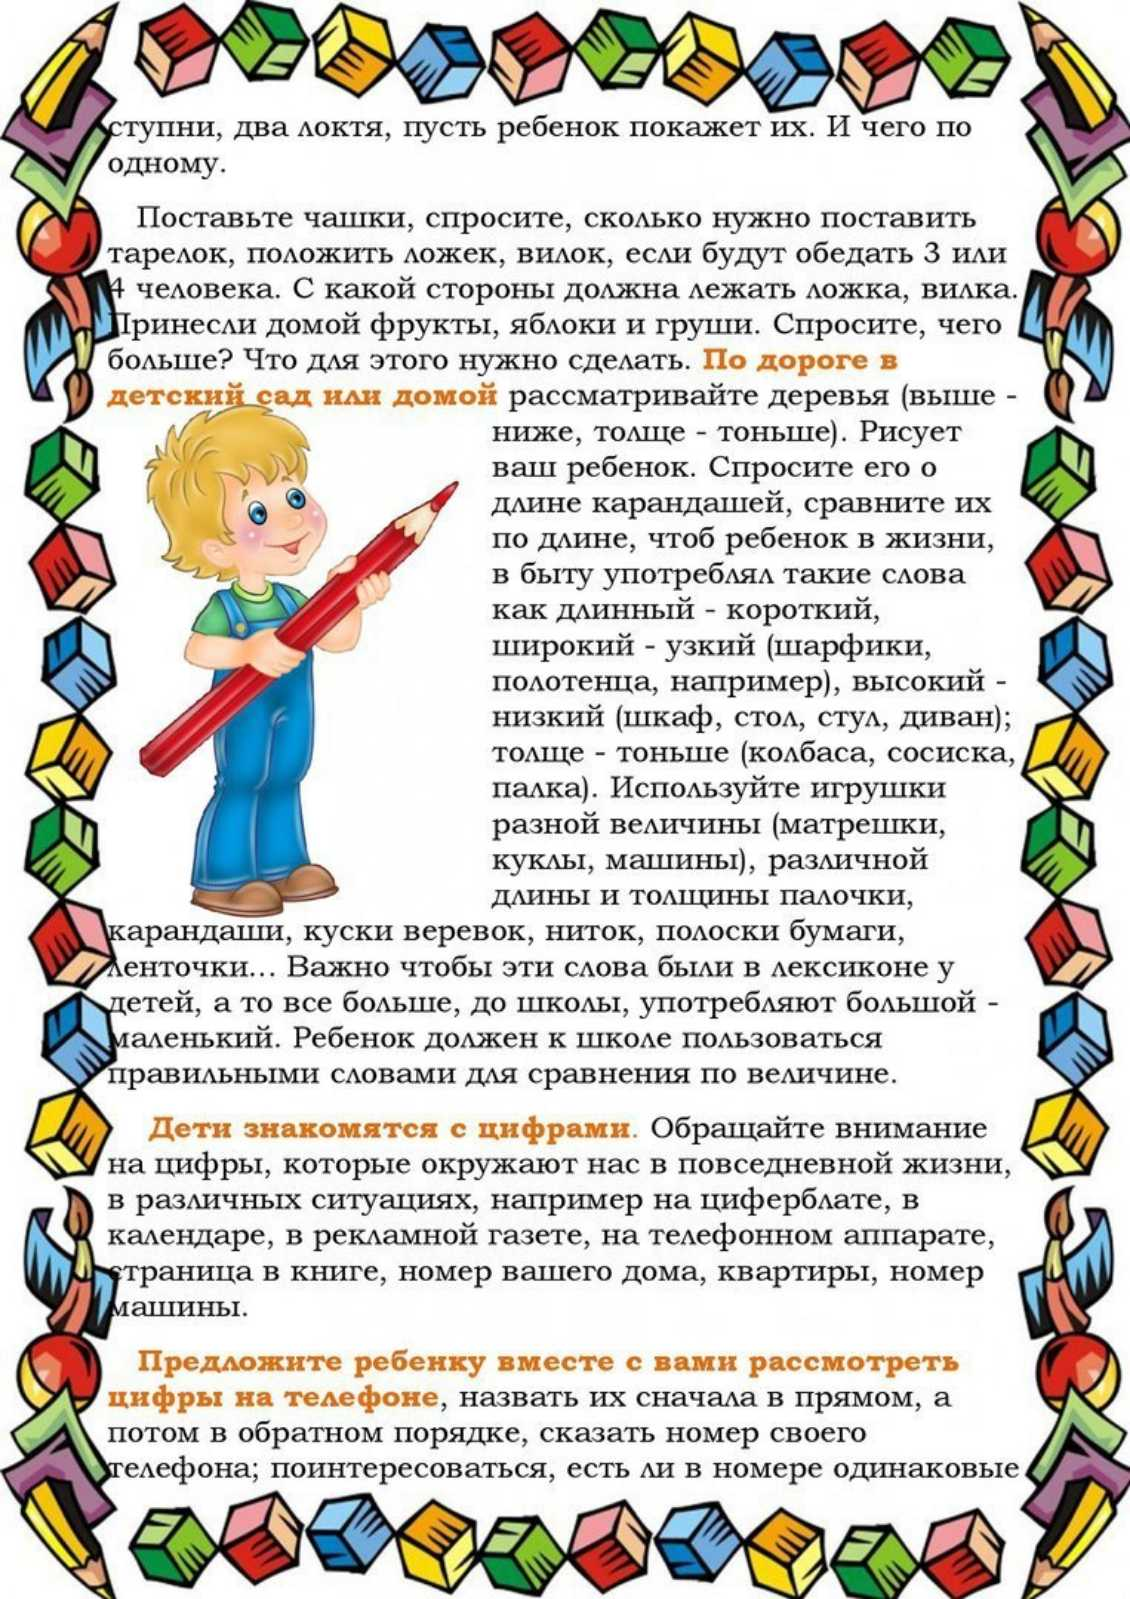 ступни, два локтя, пусть ребенок покажет их. И чего по
одному.
Поставьте чашки, спросите, сколько нужно поставить
тарелок, положить ложек, вилок, если будут обедать 3 или
4 человека. С какой стороны должна лежать ложка, вилка.
Принесли домой фрукты, яблоки и груши. Спросите, чего
больше? Что для этого нужно сделать. По дороге в
детский сад или домой рассматривайте деревья (выше -
ниже, толще - тоньше). Рисует
ваш ребенок. Спросите его о
длине карандашей, сравните их
по длине, чтоб ребенок в жизни,
в быту употреблял такие слова
как длинный - короткий,
широкий - узкий (шарфики,
полотенца, например), высокий -
низкий (шкаф, стол, стул, диван);
толще - тоньше (колбаса, сосиска,
палка). Используйте игрушки
разной величины (матрешки,
куклы, машины), различной
длины и толщины палочки,
карандаши, куски веревок, ниток, полоски бумаги,
ленточки... Важно чтобы эти слова были в лексиконе у
детей, а то все больше, до школы, употребляют большой -
маленький. Ребенок должен к школе пользоваться
правильными словами для сравнения по величине.
Дети знакомятся с цифрами. Обращайте внимание
на цифры, которые окружают нас в повседневной жизни,
в различных ситуациях, например на циферблате, в
календаре, в рекламной газете, на телефонном аппарате,
страница в книге, номер вашего дома, квартиры, номер
машины.
Предложите ребенку вместе с вами рассмотреть
цифры на телефоне, назвать их сначала в прямом, а
потом в обратном порядке, сказать номер своего
телефона; поинтересоваться, есть ли в номере одинаковые